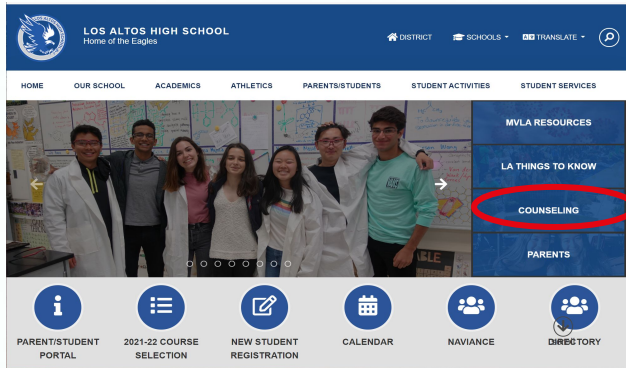 LOS ALTOS HIGH SCHOOL
Home of the Eagles
DISTRICT SCHOOLS TRANSLATE
HOME OUR SCHOOL ACADEMICS ATHLETICS PARENTS/STUDENTS STUDENT ACTIVITIES STUDENT SERVICES
MVLA RESOURCES
LA THINGS TO KNOW
COUNSELING
PARENTS
PARENT/STUDENT
PORTAL
2021-22 COURSE
SELECTION
NEW STUDENT
REGISTRATION
CALENDAR
NAVIANCE
DIRECTORY